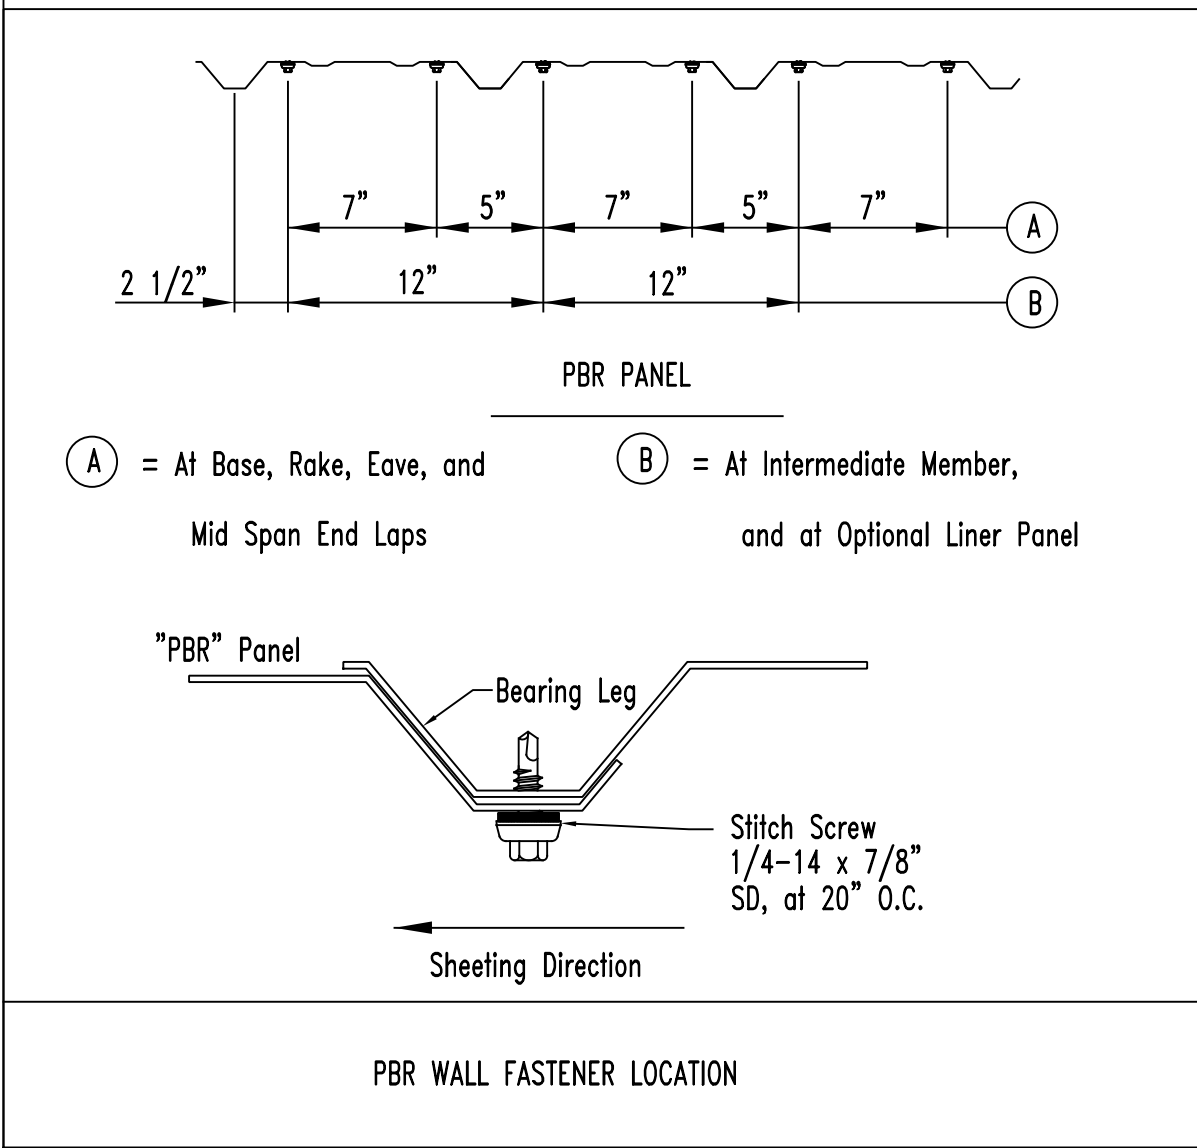 7” 5” 7” 5” 7” A
2 1/2” 12” 12” B
PBR PANEL
A = At Base, Rake, Eave, and
Mid Span End Laps
B = At Intermediate Member,
and at Optional Liner Panel
”PBR” Panel
Bearing Leg
Stitch Screw
1/4-14 x 7/8”
SD, at 20” O.C.
Sheeting Direction
PBR WALL FASTENER LOCATION